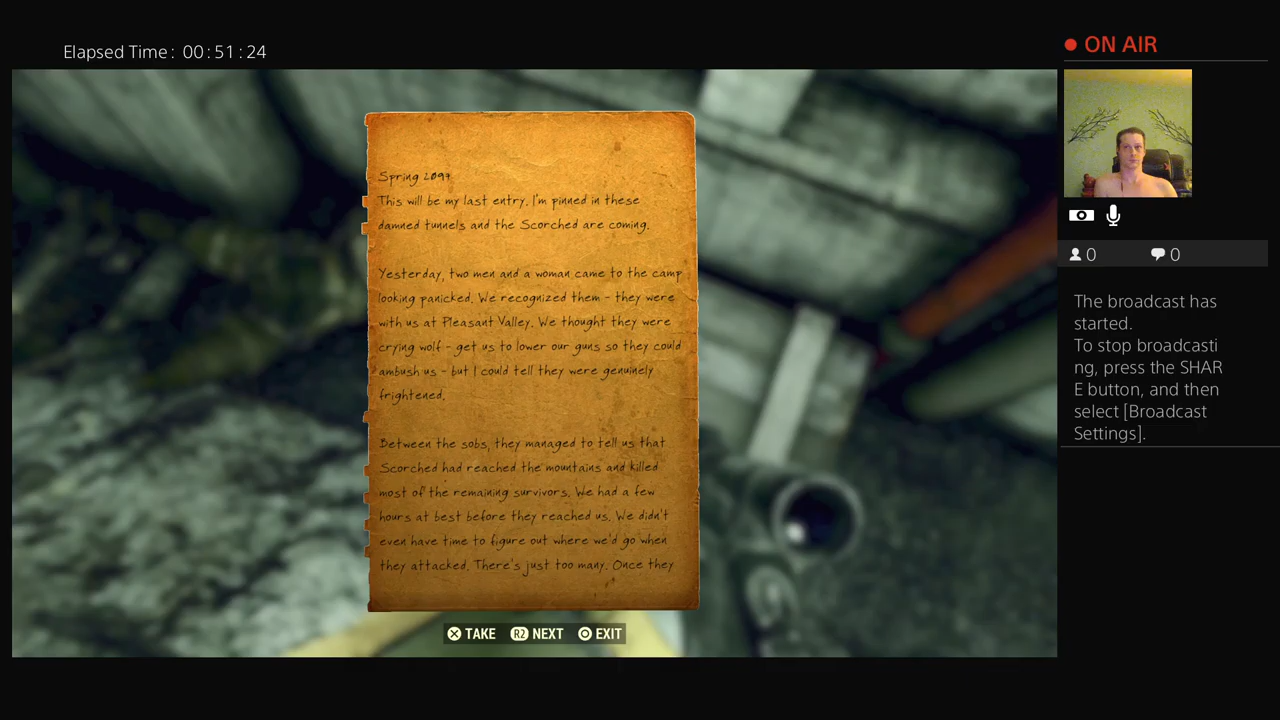 Elapsed Time: 00:51:24
ON AIR
Spring 2097
This will be my last entry. I'm pinned in these
damned tunnels and the Scorched are coming.
Yesterday, two men and a woman came to the camp
looking panicked. We recognized them - they were
with us at Pleasant Valley. We thought they were
crying wolf - get us to lower our guns so they could
ambush us - but I could tell they were genuinely
frightened.
Between the sobs, they managed to tell us that
Scorched had reached the mountains and killed
most of the remaining survivors. We had a few
hours at best before they reached us. We didn't
even have time to figure out where we'd go when
they attacked. There's just too many. Once they
TAKE R2 NEXT EXIT
0 0
The broadcast has
started.
To stop broadcasti
ng, press the SHAR
E button, and then
select [Broadcast
Settings].